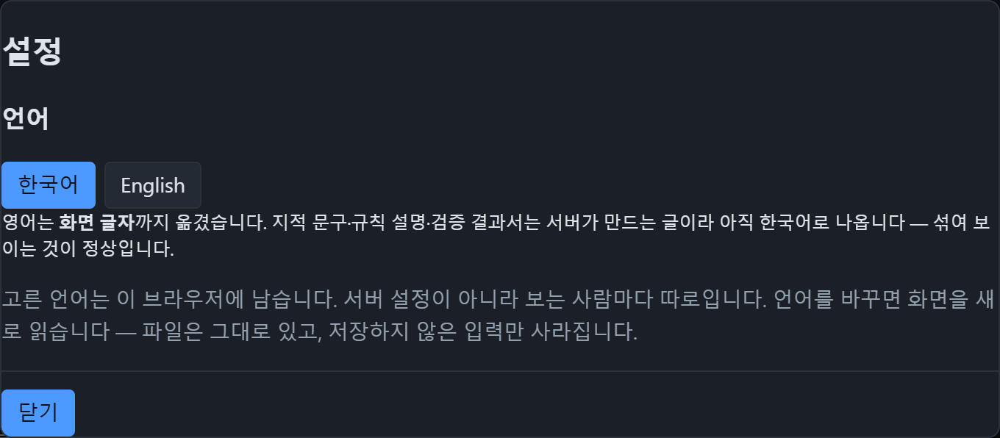 설정
언어
한국어 English
영어는 화면 글자까지 옮겼습니다. 지적 문구·규칙 설명·검증 결과서는 서버가 만드는 글이라 아직 한국어로 나옵니다 — 섞여 보
이는 것이 정상입니다.
고른 언어는 이 브라우저에 남습니다. 서버 설정이 아니라 보는 사람마다 따로입니다. 언어를 바꾸면 화면을 새
로 읽습니다 — 파일은 그대로 있고, 저장하지 않은 입력만 사라집니다.
닫기